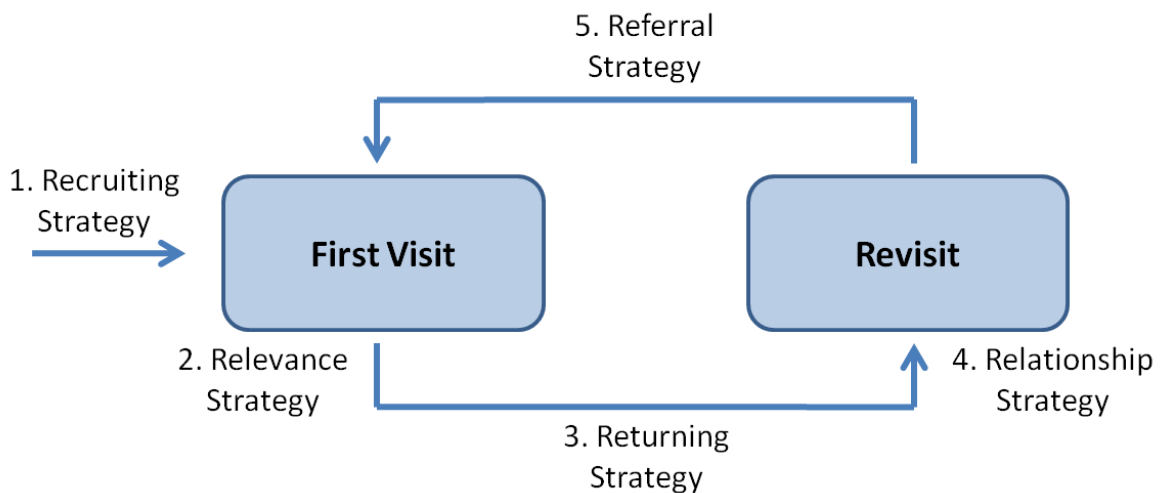 5. Referral
Strategy
1. Recruiting
Strategy
First Visit
Revisit
2. Relevance
Strategy
4. Relationship
Strategy
3. Returning
Strategy